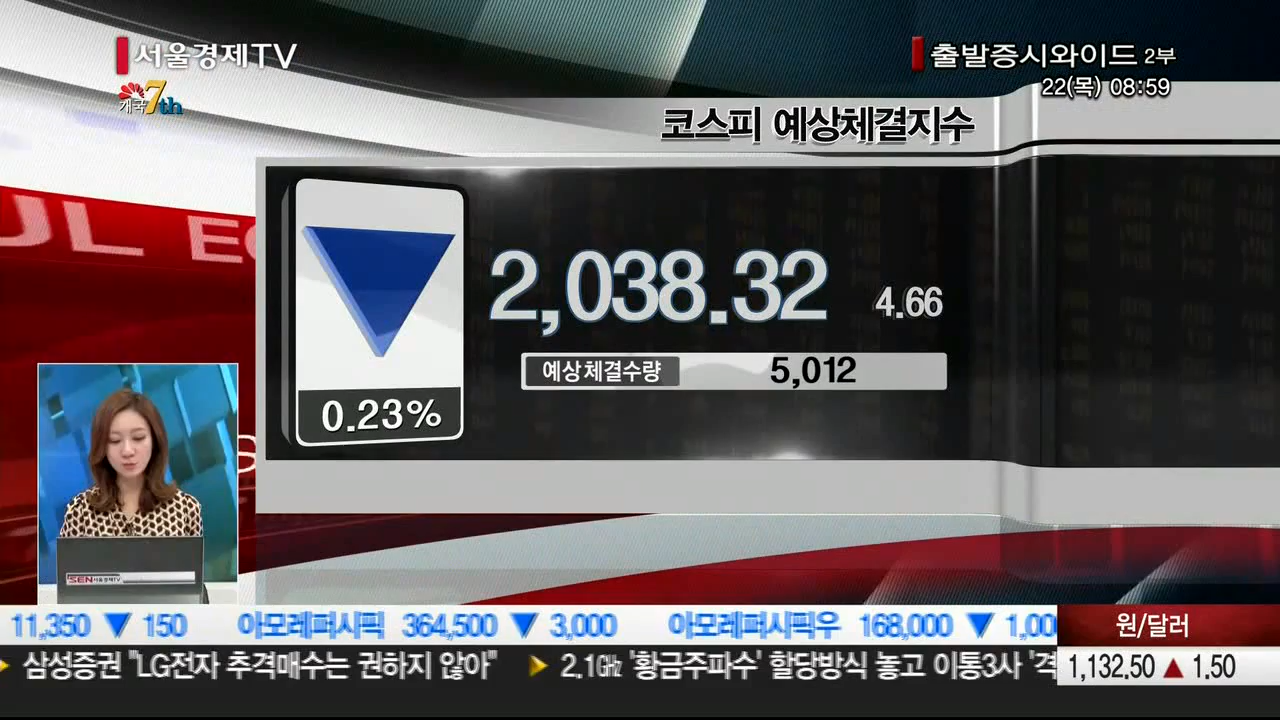 서울경제TV
개국 7th
출발증시와이드 2부
22(목) 08:59
코스피 예상체결지수
UL EC
▼ 2,038.32 4.66
0.23%
예상체결수량 5,012
SEN서울경제TV
11,350 ▼ 150 아모레퍼시픽 364,500 ▼ 3,000 아모레퍼시픽우 168,000 ▼ 1,00
원/달러
삼성증권 "LG전자 추격매수는 권하지 않아" 2.1GHz '황금주파수' 할당방식 놓고 이통3사 '격
1,132.50 ▲ 1.50